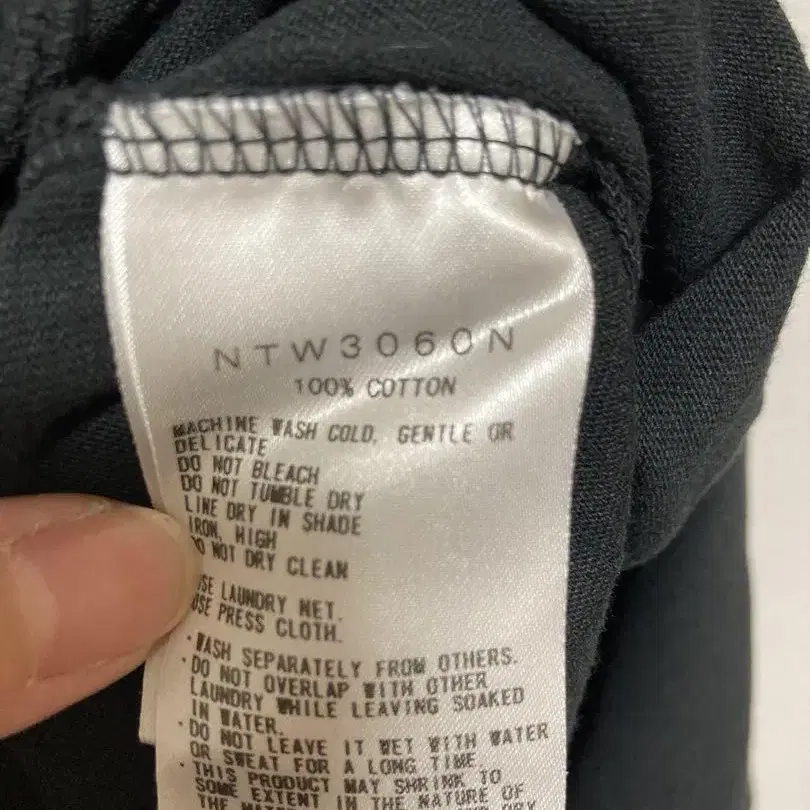 NTW3060N
100% COTTON
MACHINE WASH COLD, GENTLE OR
DELICATE
DO NOT BLEACH
DO NOT TUMBLE DRY
LINE DRY IN SHADE
IRON, HIGH
DO NOT DRY CLEAN
USE LAUNDRY NET.
USE PRESS CLOTH.
・WASH SEPARATELY FROM OTHERS.
・DO NOT OVERLAP WITH OTHER
LAUNDRY WHILE LEAVING SOAKED
IN WATER.
・DO NOT LEAVE IT WET WITH WATER
OR SWEAT FOR A LONG TIME.
・THIS PRODUCT MAY SHRINK TO
SOME EXTENT IN THE NATURE OF
THE